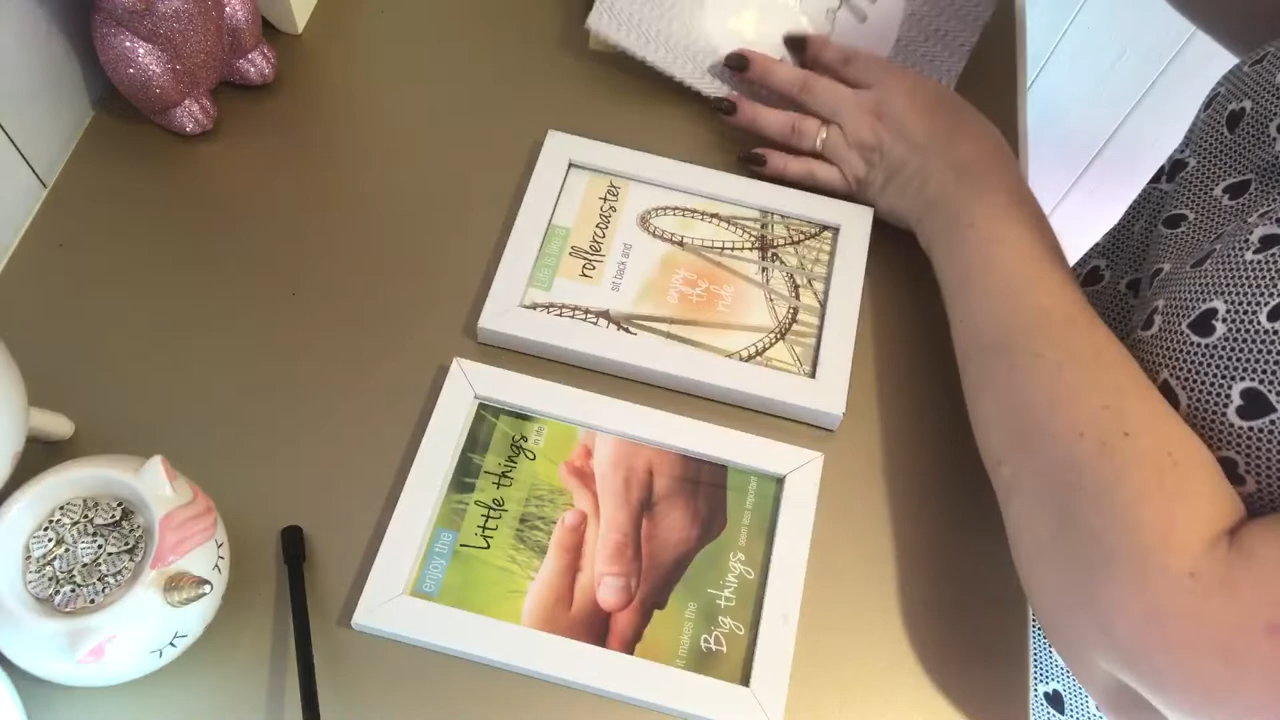 Life is like a
rollercoaster
sit back and
enjoy
the
ride
enjoy the
Little things
in life
it makes the
Big things
seem less important